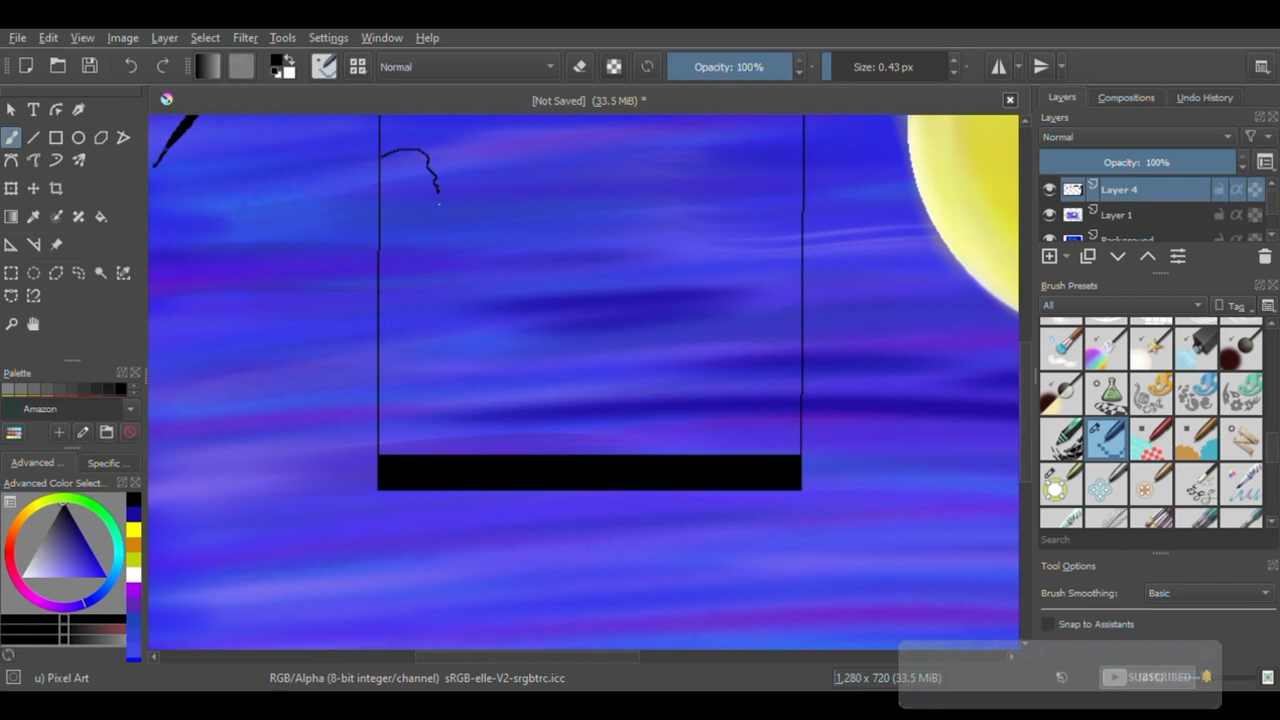 File Edit View Image Layer Select Filter Tools Settings Window Help
Normal Opacity: 100% Size: 0.43 px
[Not Saved] (33.5 MiB) *
Layers Compositions Undo History
Layers
Normal
Opacity: 100%
Layer 4
Layer 1
Background
Brush Presets
All Tag
Palette
Amazon
Advanced ... Specific ...
Advanced Color Select...
Search
Tool Options
Brush Smoothing: Basic
Snap to Assistants
u) Pixel Art RGB/Alpha (8-bit integer/channel) sRGB-elle-V2-srgbtrc.icc 1,280 x 720 (33.5 MiB) SUBSCRIBED